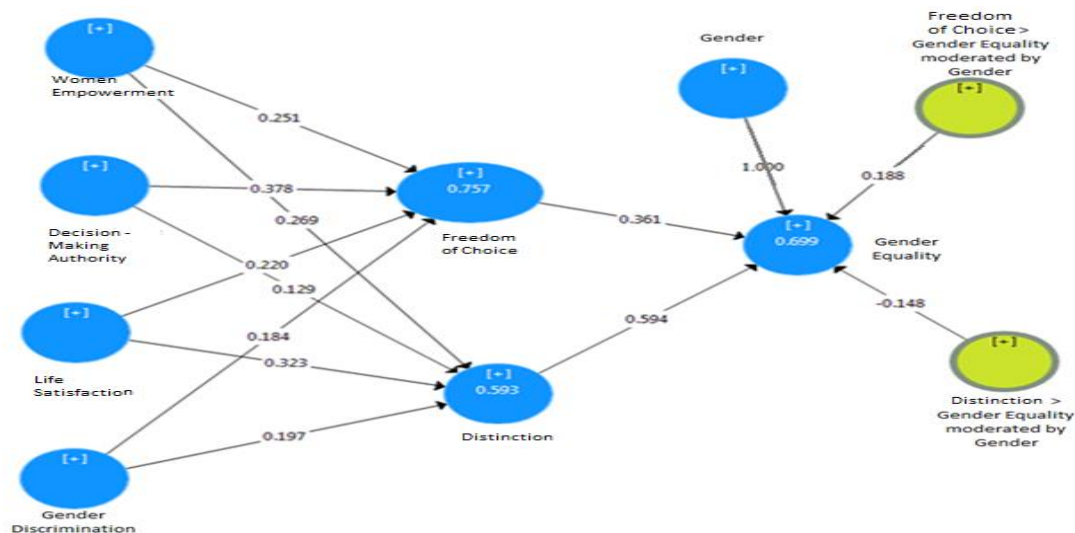 [+]
Women
Empowerment
[+]
Decision -
Making
Authority
[+]
Life
Satisfaction
[+]
Gender
Discrimination
0.251
0.378
0.269
0.220
0.129
0.184
0.323
0.197
[+]
0.757
Freedom
of Choice
[+]
0.593
Distinction
0.361
0.594
Gender
[+]
1.000
[+]
0.699
Gender
Equality
Freedom
of Choice >
Gender Equality
moderated by
Gender
[+]
0.188
-0.148
[+]
Distinction >
Gender Equality
moderated by
Gender